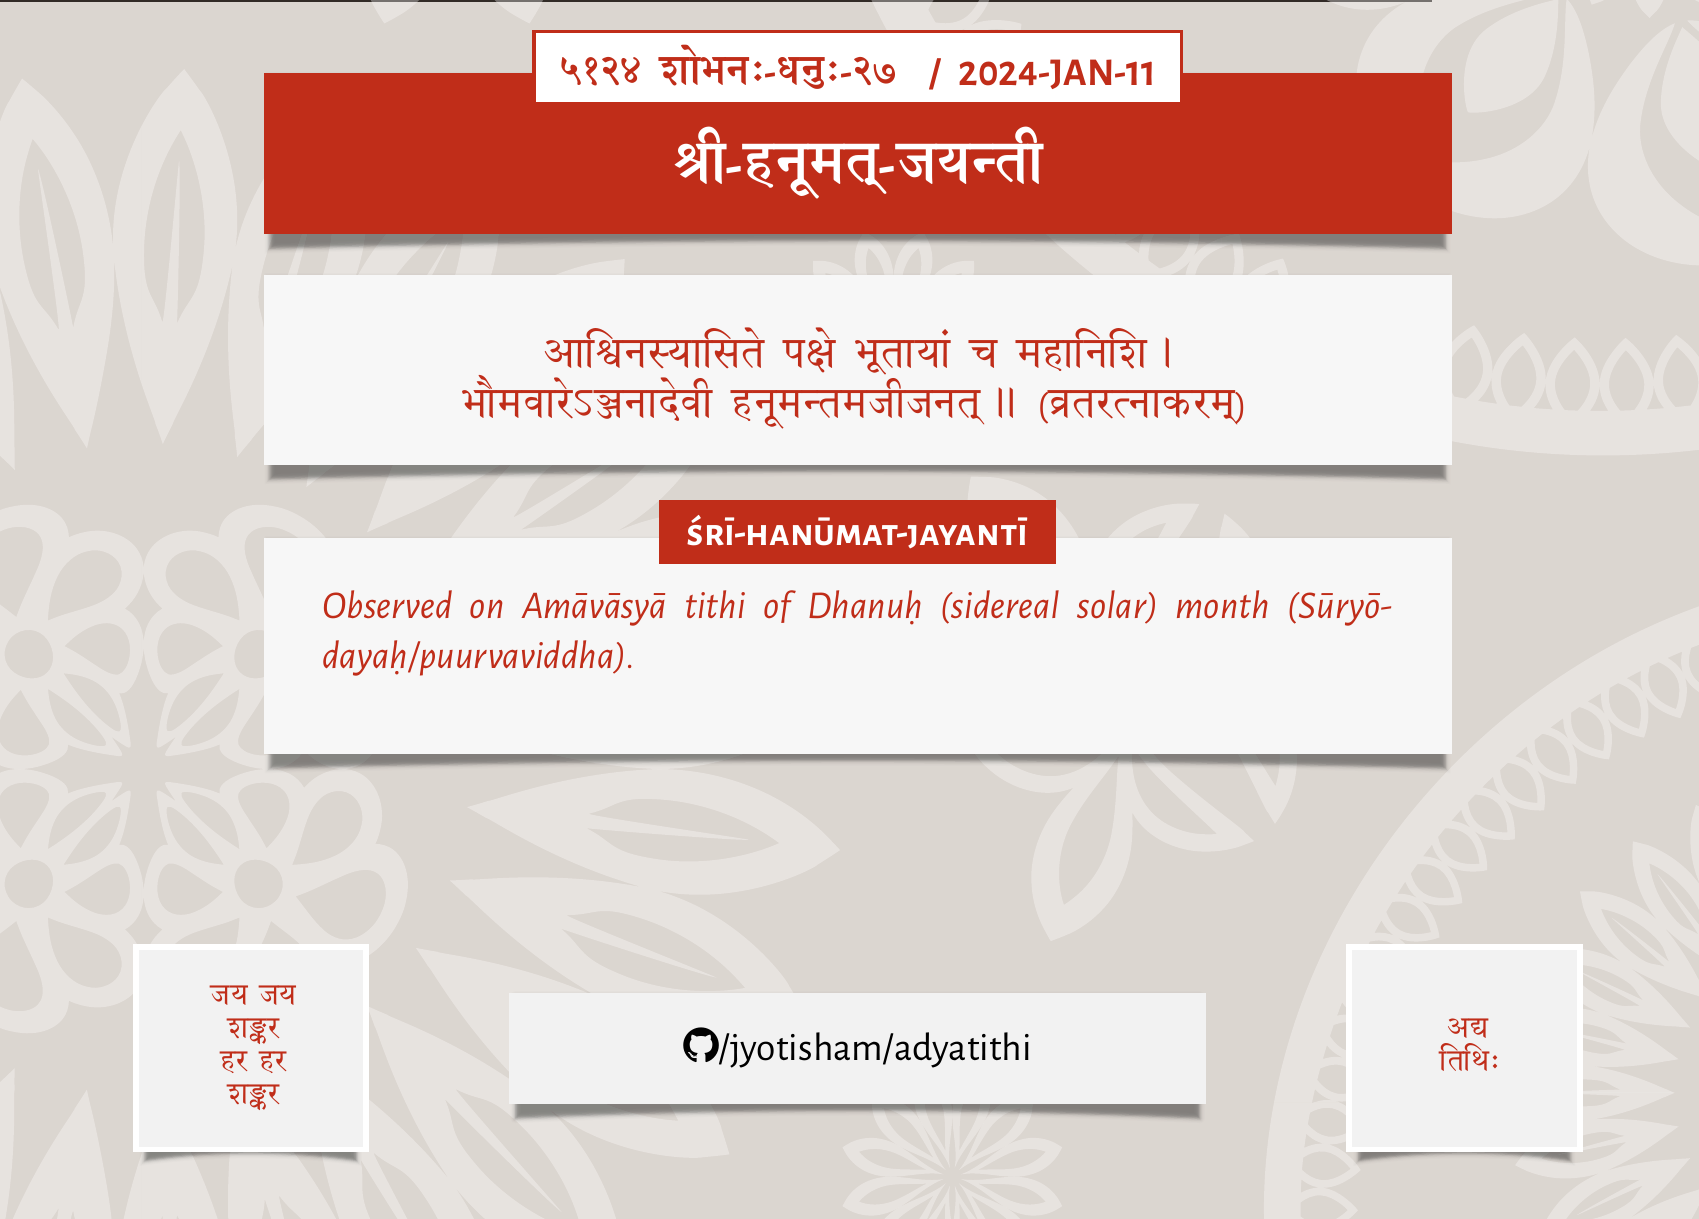 ५१२४ शोभनः-धनुः-२७ / 2024-JAN-11
श्री-हनूमत्-जयन्ती
आश्विनस्यासिते पक्षे भूतायां च महानिशि ।
भौमवारेऽञ्जनादेवी हनूमन्तमजीजनत् ॥ (व्रतरत्नाकरम्)
ŚRĪ-HANŪMAT-JAYANTĪ
Observed on Amāvāsyā tithi of Dhanuḥ (sidereal solar) month (Sūryō-
dayaḥ/puurvaviddha).
जय जय
शङ्कर
हर हर
शङ्कर
/jyotisham/adyatithi
अद्य
तिथिः